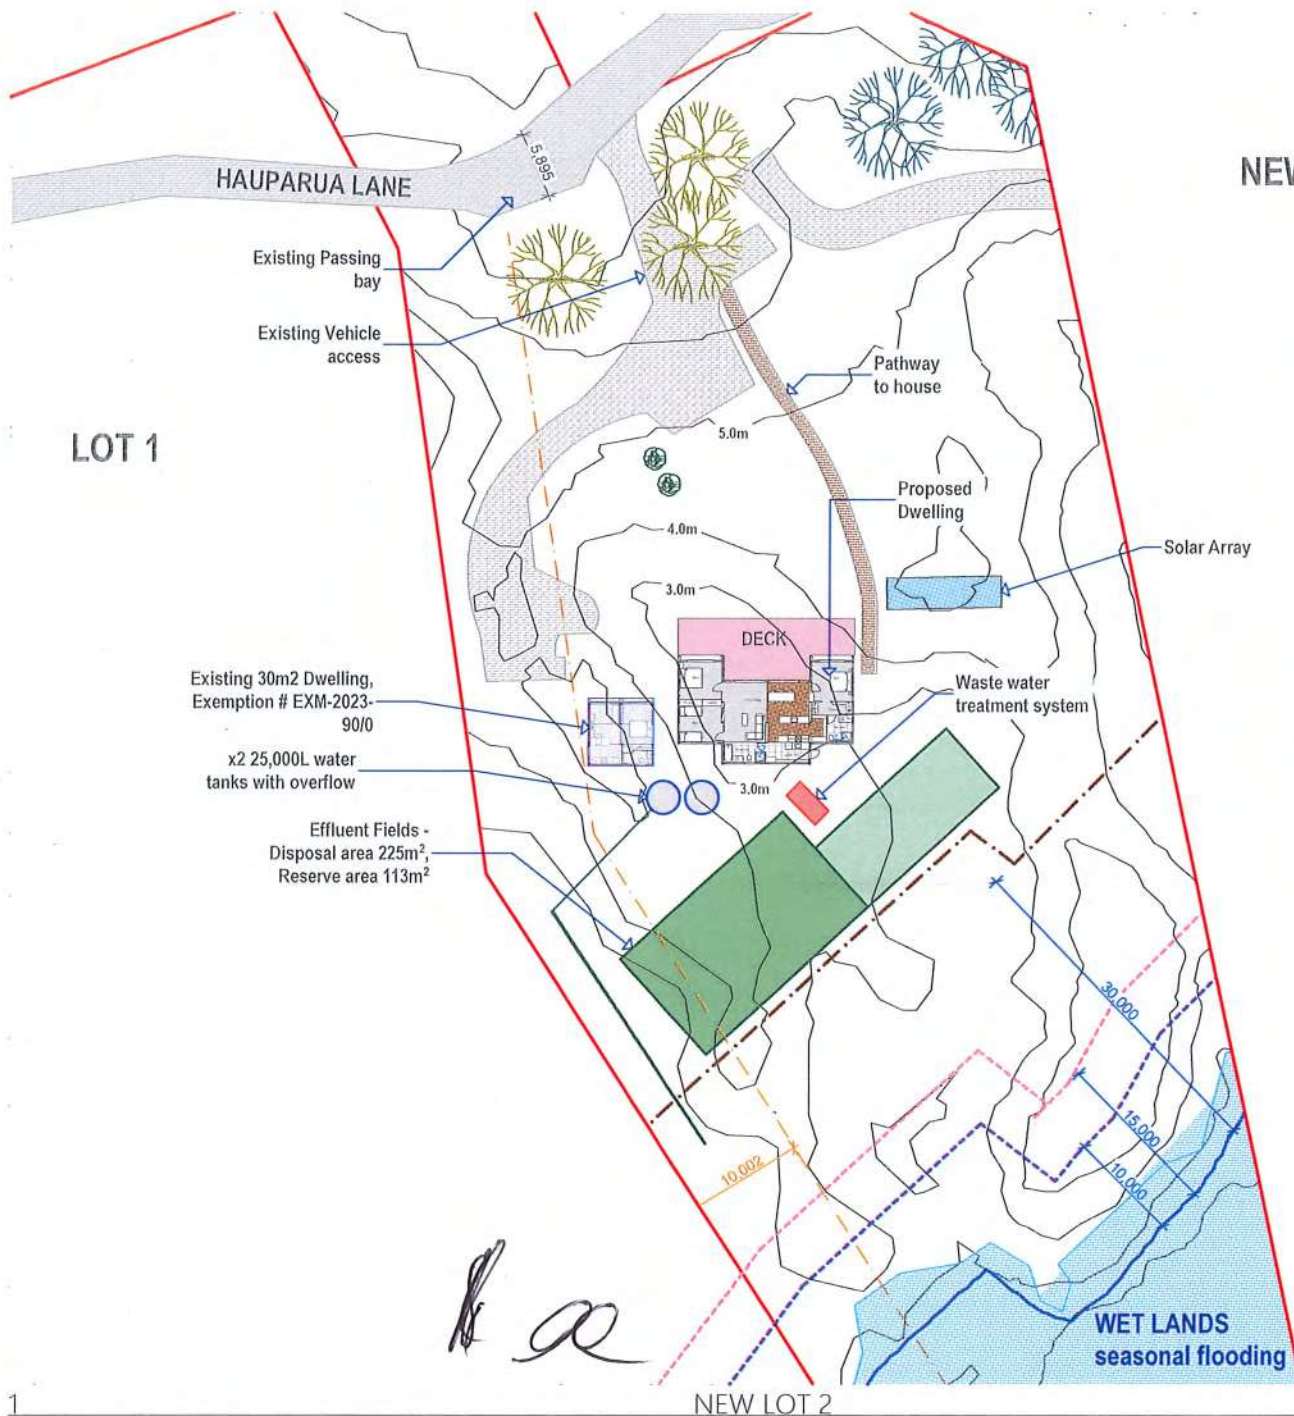 NEW
HAUPARUA LANE
5,895
Existing Passing
bay
Existing Vehicle
access
Pathway
to house
LOT 1
5.0m
Proposed
Dwelling
4.0m
Solar Array
3.0m
DECK
Existing 30m2 Dwelling,
Exemption # EXM-2023-
90/0
Waste water
treatment system
x2 25,000L water
tanks with overflow
3.0m
Effluent Fields -
Disposal area 225m²,
Reserve area 113m²
30,000
15,000
10,000
10,002
WET LANDS
seasonal flooding
1
NEW LOT 2